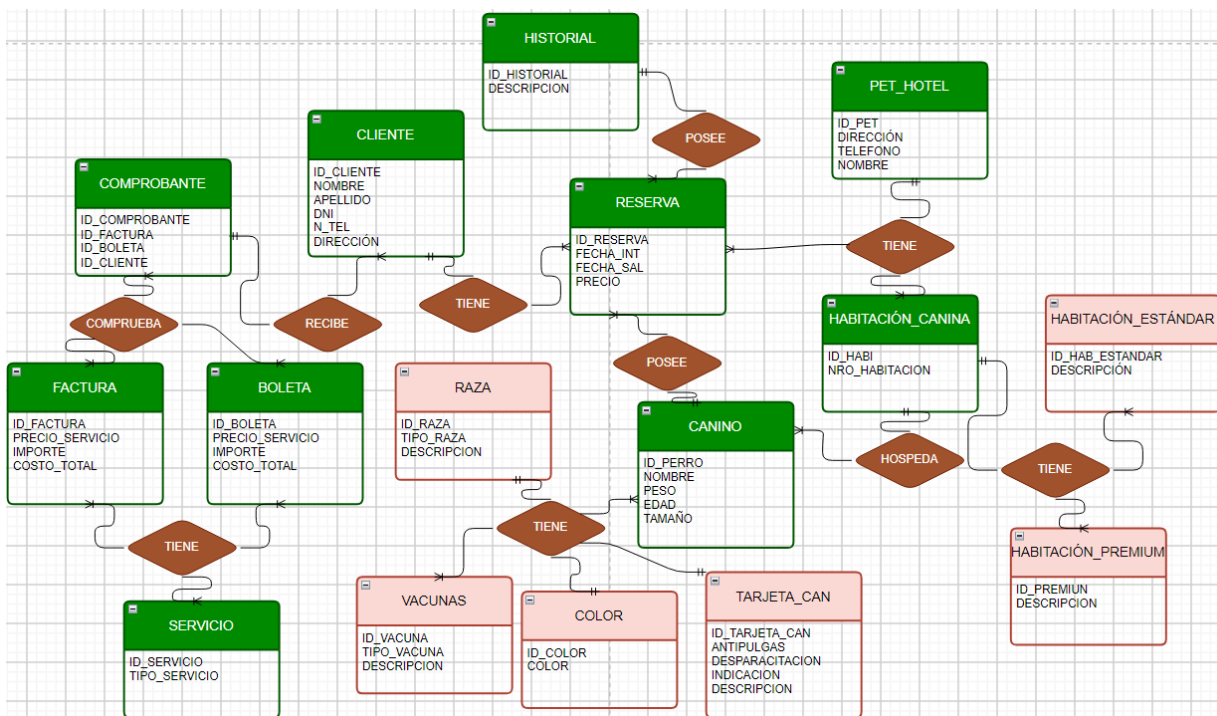 HISTORIAL
ID_HISTORIAL
DESCRIPCION
POSEE
PET_HOTEL
ID_PET
DIRECCIÓN
TELEFONO
NOMBRE
CLIENTE
ID_CLIENTE
NOMBRE
APELLIDO
DNI
N_TEL
DIRECCIÓN
COMPROBANTE
ID_COMPROBANTE
ID_FACTURA
ID_BOLETA
ID_CLIENTE
RESERVA
ID_RESERVA
FECHA_INT
FECHA_SAL
PRECIO
TIENE
TIENE
COMPRUEBA
RECIBE
HABITACIÓN_CANINA
ID_HABI
NRO_HABITACION
HABITACIÓN_ESTÁNDAR
ID_HAB_ESTANDAR
DESCRIPCIÓN
FACTURA
ID_FACTURA
PRECIO_SERVICIO
IMPORTE
COSTO_TOTAL
BOLETA
ID_BOLETA
PRECIO_SERVICIO
IMPORTE
COSTO_TOTAL
RAZA
ID_RAZA
TIPO_RAZA
DESCRIPCION
POSEE
CANINO
ID_PERRO
NOMBRE
PESO
EDAD
TAMAÑO
HOSPEDA
TIENE
TIENE
TIENE
HABITACIÓN_PREMIUM
ID_PREMIUN
DESCRIPCION
SERVICIO
ID_SERVICIO
TIPO_SERVICIO
VACUNAS
ID_VACUNA
TIPO_VACUNA
DESCRIPCION
COLOR
ID_COLOR
COLOR
TARJETA_CAN
ID_TARJETA_CAN
ANTIPULGAS
DESPARACITACION
INDICACION
DESCRIPCION